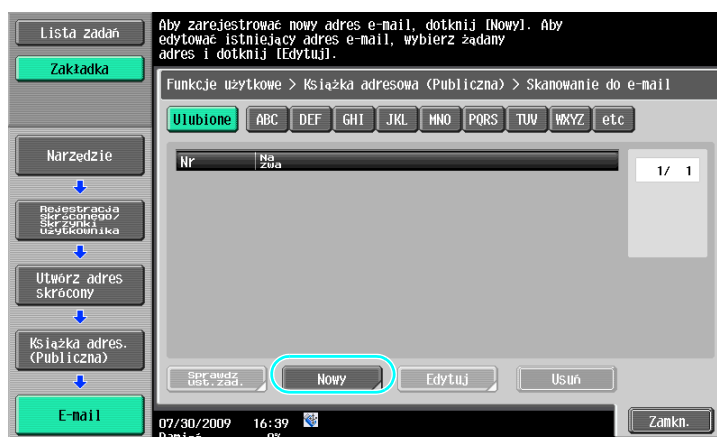 Lista zadań
Zakładka
Aby zarejestrować nowy adres e-mail, dotknij [Nowy]. Aby
edytować istniejący adres e-mail, wybierz żądany
adres i dotknij [Edytuj].
Funkcje użytkowe > Książka adresowa (Publiczna) > Skanowanie do e-mail
Ulubione ABC DEF GHI JKL MNO PQRS TUV WXYZ etc
Narzędzie
Rejestracja
skróconego/
Skrzynki
użytkownika
Utwórz adres
skrócony
Książka adres.
(Publiczna)
E-mail
Nr
Na
zwa
1/ 1
Sprawdz
ust.zad.
Nowy
Edytuj
Usuń
07/30/2009 16:39
Pamięć 0%
Zamkn.